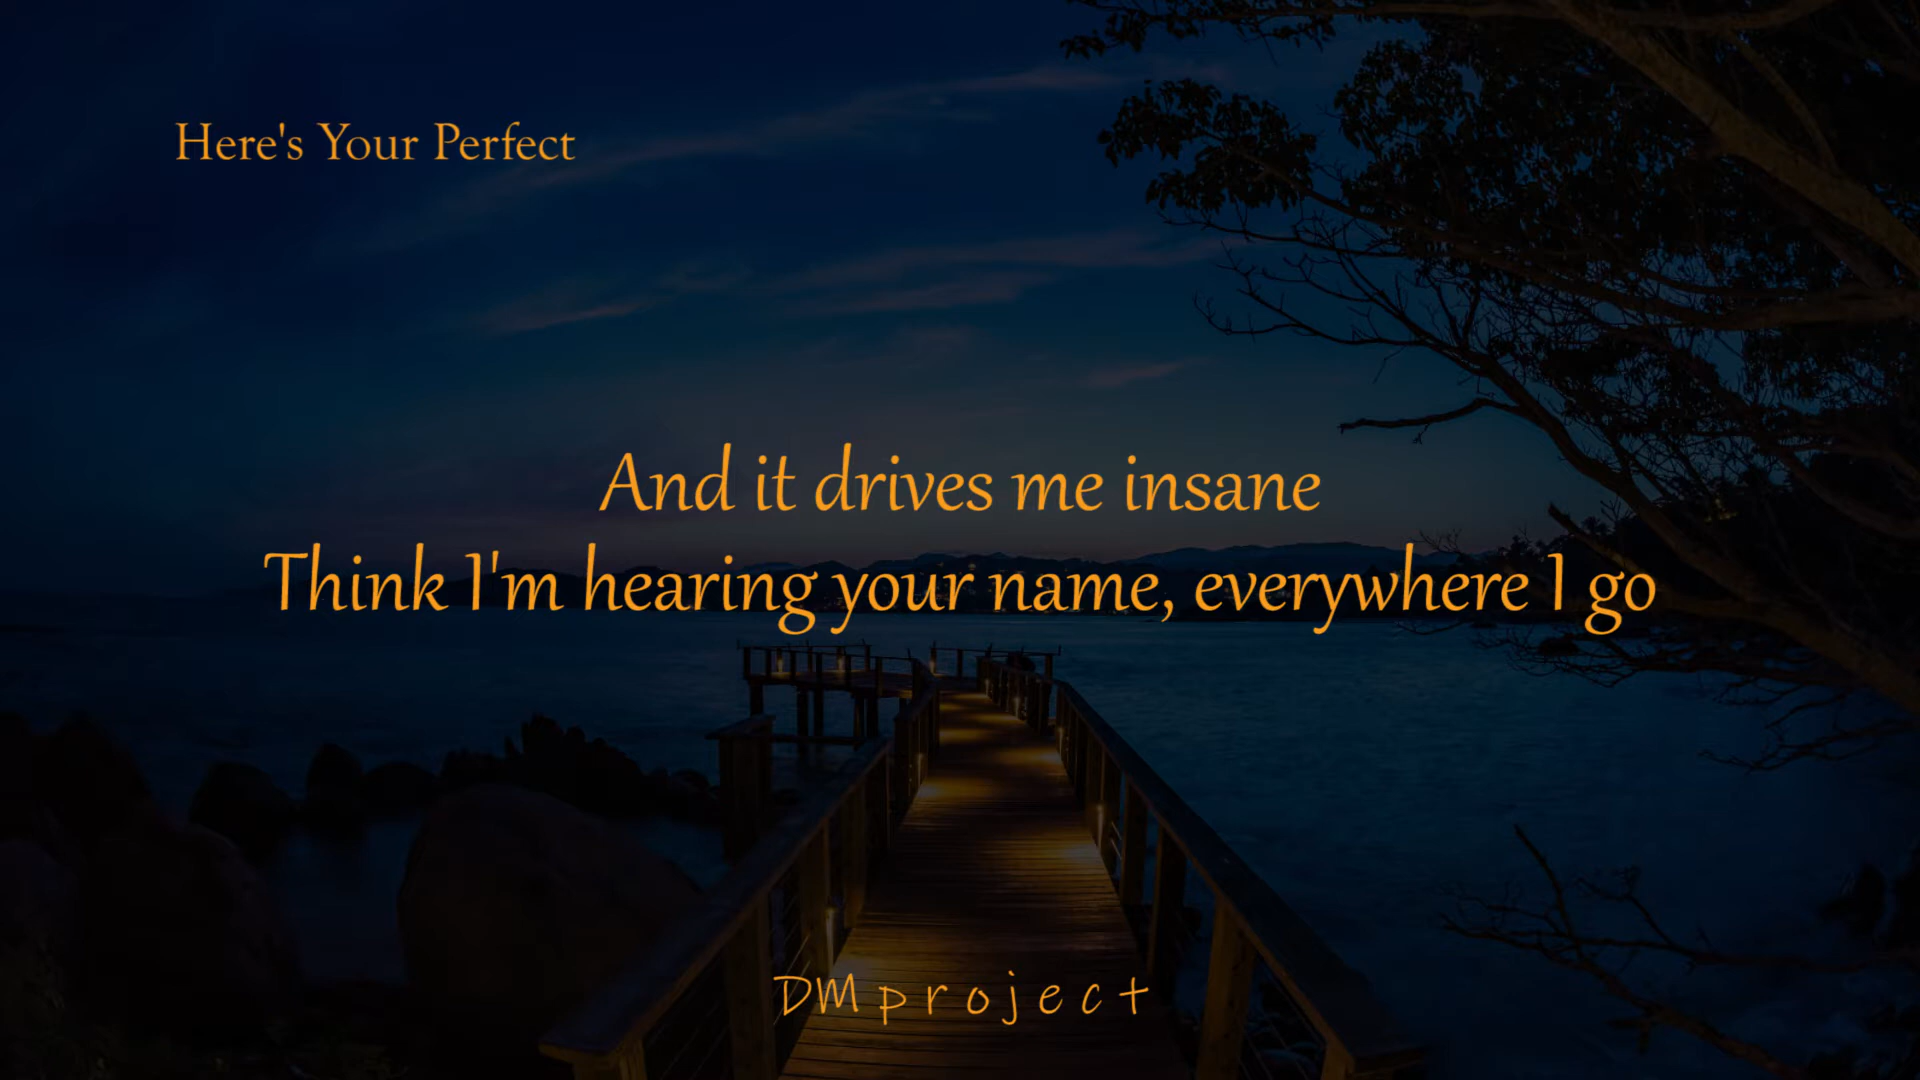 Here's Your Perfect
And it drives me insane
Think I'm hearing your name, everywhere I go
DMproject